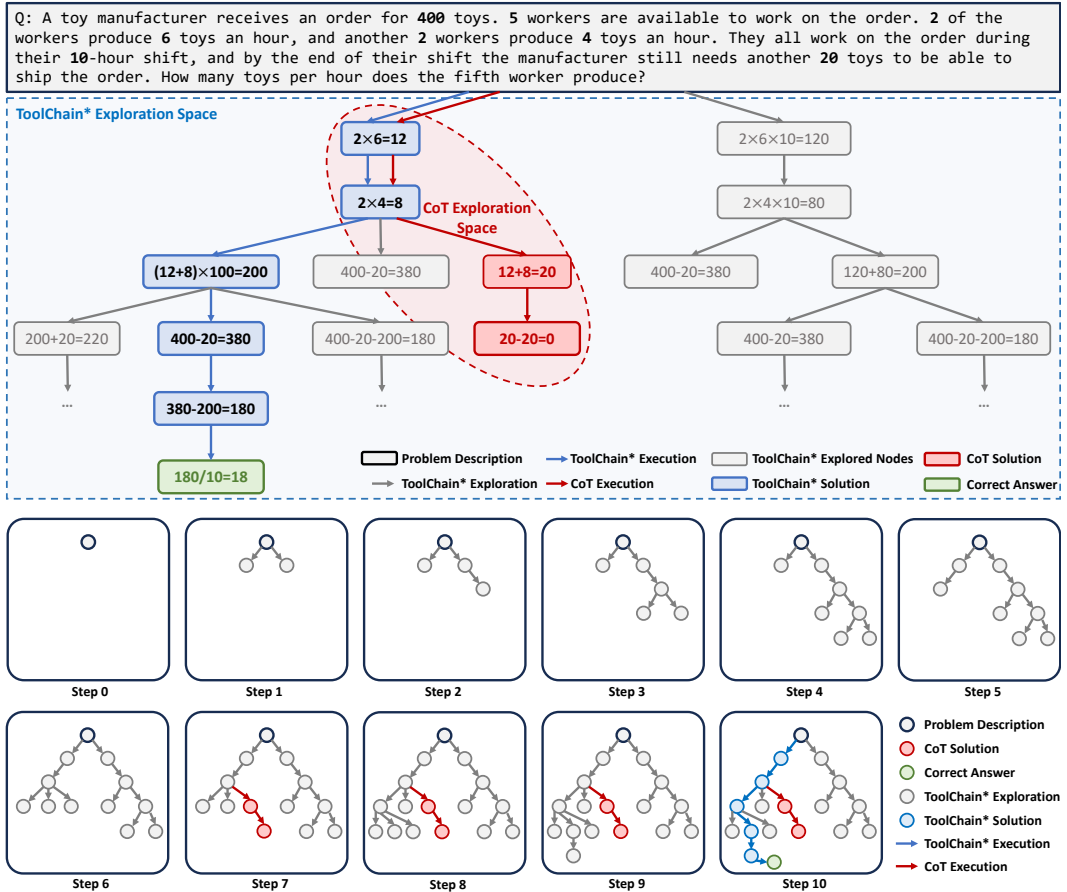 Q: A toy manufacturer receives an order for 400 toys. 5 workers are available to work on the order. 2 of the
workers produce 6 toys an hour, and another 2 workers produce 4 toys an hour. They all work on the order during
their 10-hour shift, and by the end of their shift the manufacturer still needs another 20 toys to be able to
ship the order. How many toys per hour does the fifth worker produce?
ToolChain* Exploration Space
2×6=12
2×6×10=120
2×4=8
2×4×10=80
CoT Exploration
Space
(12+8)×100=200
400-20=380
12+8=20
400-20=380
120+80=200
200+20=220
400-20=380
400-20-200=180
20-20=0
400-20=380
400-20-200=180
...
380-200=180
...
...
...
180/10=18
Problem Description
ToolChain* Execution
ToolChain* Explored Nodes
CoT Solution
ToolChain* Exploration
CoT Execution
ToolChain* Solution
Correct Answer
Step 0
Step 1
Step 2
Step 3
Step 4
Step 5
Problem Description
CoT Solution
Correct Answer
ToolChain* Exploration
ToolChain* Solution
ToolChain* Execution
CoT Execution
Step 6
Step 7
Step 8
Step 9
Step 10